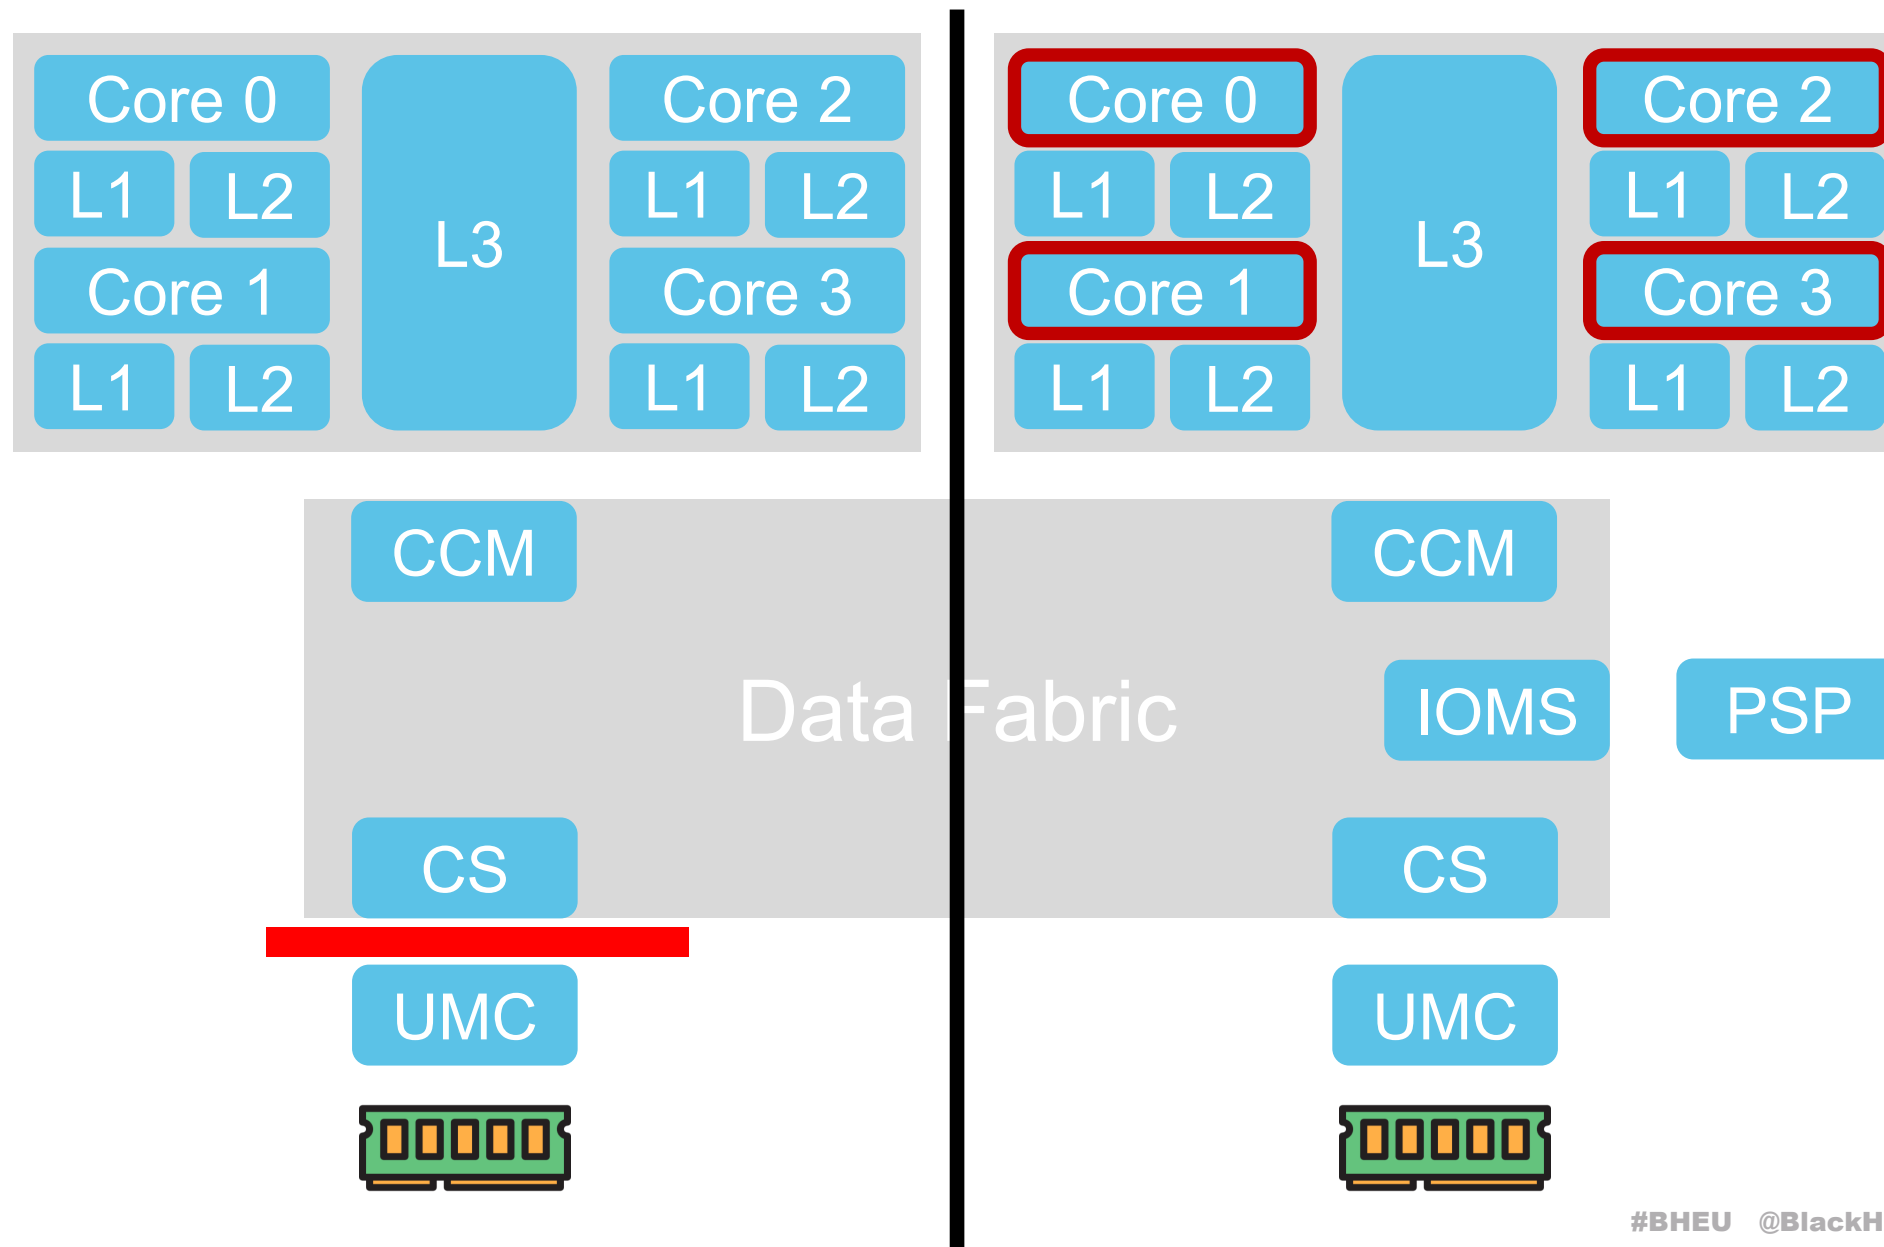 Core 0
Core 2
L1 L2
L1 L2
L3
Core 1
Core 3
L1 L2
L1 L2
Core 0
Core 2
L1 L2
L1 L2
L3
Core 1
Core 3
L1 L2
L1 L2
CCM
CCM
Data Fabric
IOMS
PSP
CS
CS
UMC
UMC
#BHEU @BlackH